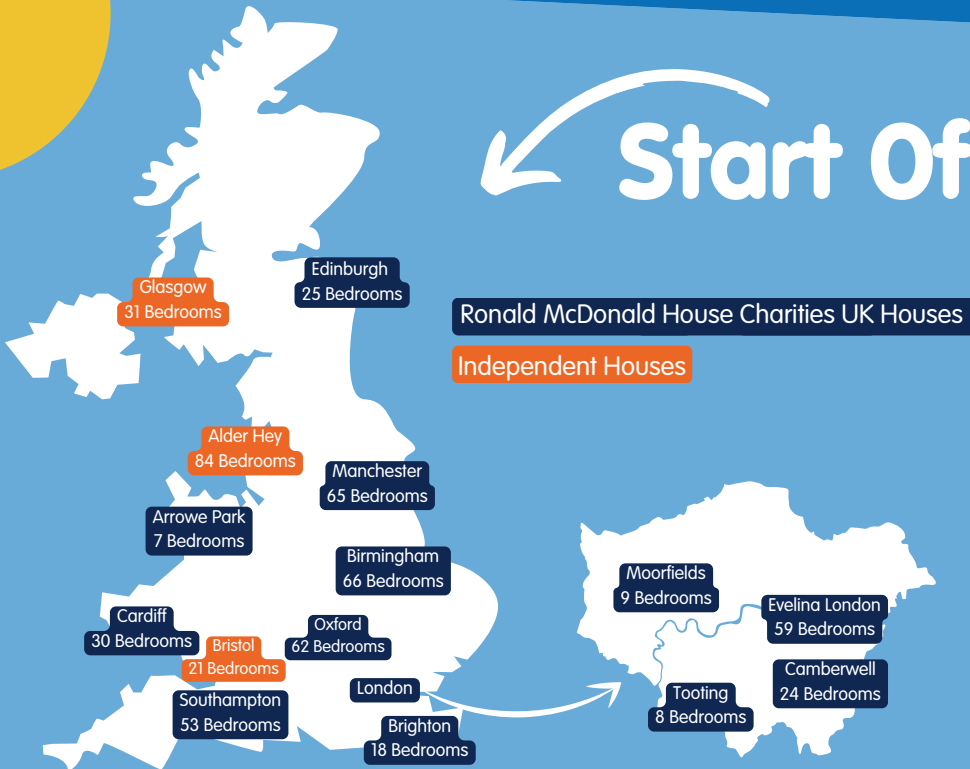 Start Of
Edinburgh
25 Bedrooms
Glasgow
31 Bedrooms
Ronald McDonald House Charities UK Houses
Independent Houses
Alder Hey
84 Bedrooms
Manchester
65 Bedrooms
Arrowe Park
7 Bedrooms
Birmingham
66 Bedrooms
Moorfields
9 Bedrooms
Evelina London
59 Bedrooms
Cardiff
30 Bedrooms
Oxford
62 Bedrooms
Bristol
21 Bedrooms
Camberwell
24 Bedrooms
London
Tooting
8 Bedrooms
Southampton
53 Bedrooms
Brighton
18 Bedrooms